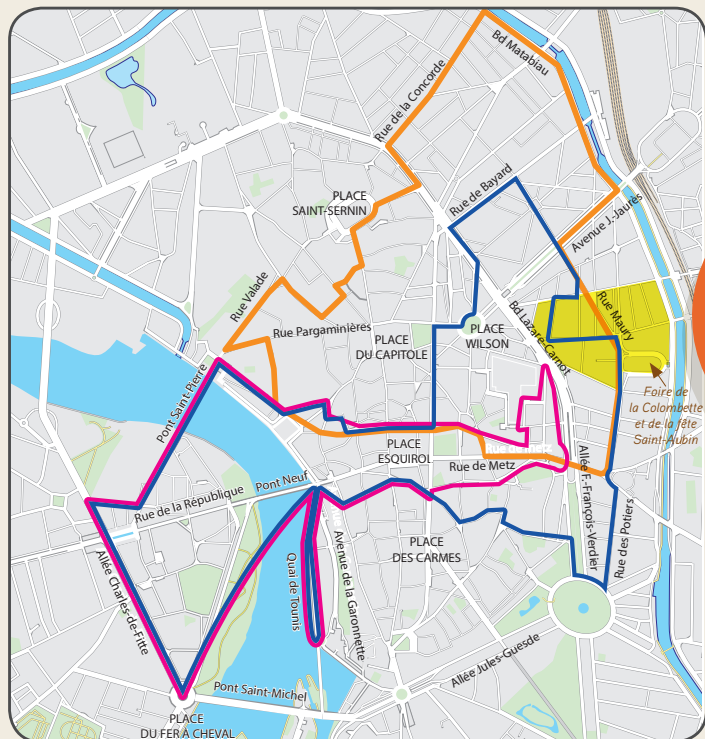 Bd Matabiau
Rue de la Concorde
PLACE
SAINT-SERNIN
Rue de Bayard
Avenue J-Jaurès
Rue Valade
Rue Maury
Rue Pargaminières
PLACE
DU CAPITOLE
PLACE
WILSON
Bd Lazare-Carnot
Pont Saint-Pierre
Foire de
la Colombette
et de la fête
Saint-Aubin
PLACE
ESQUIROL
Rue de Metz
Rue de Metz
Pont Neuf
Rue de la République
Allée F.-François-Verdier
Rue des Potiers
Avenue de la Garonnette
Quai de Tounis
PLACE
DES CARMES
Allée Charles-de-Fitte
Allée Jules-Guesde
Pont Saint-Michel
PLACE
DU FER À CHEVAL